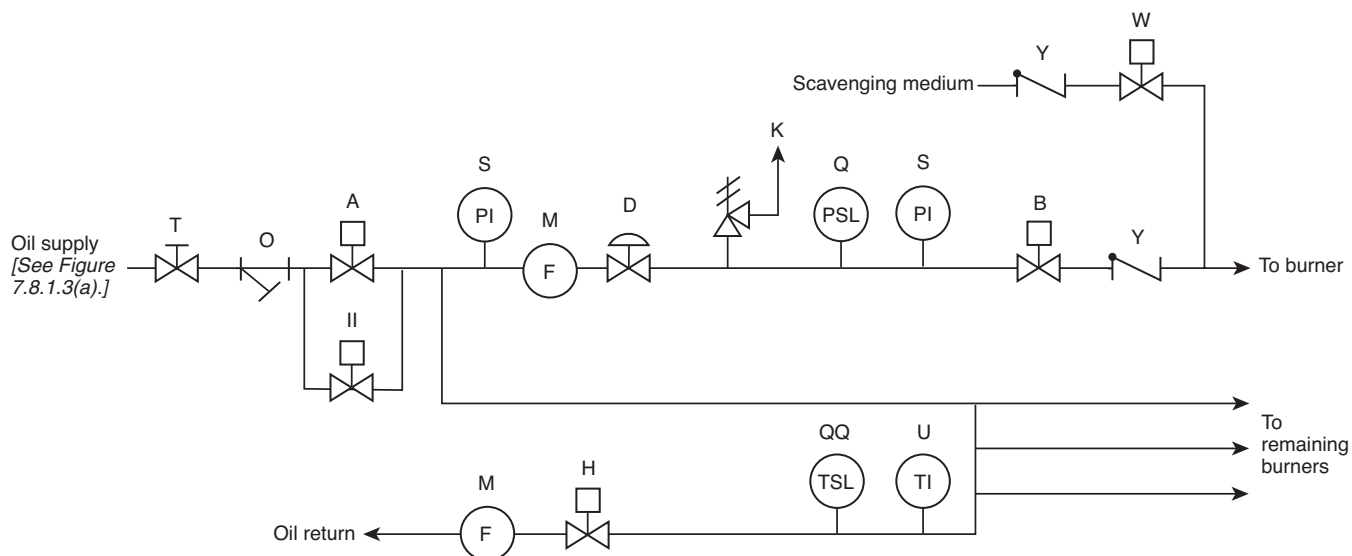 W
Y
Scavenging medium
K
S
Q
S
A
M
D
B
T
O
PI
PSL
PI
Y
Oil supply
[See Figure
7.8.1.3(a).]
F
To burner
II
QQ
U
To
remaining
burners
H
M
TSL
TI
Oil return
F